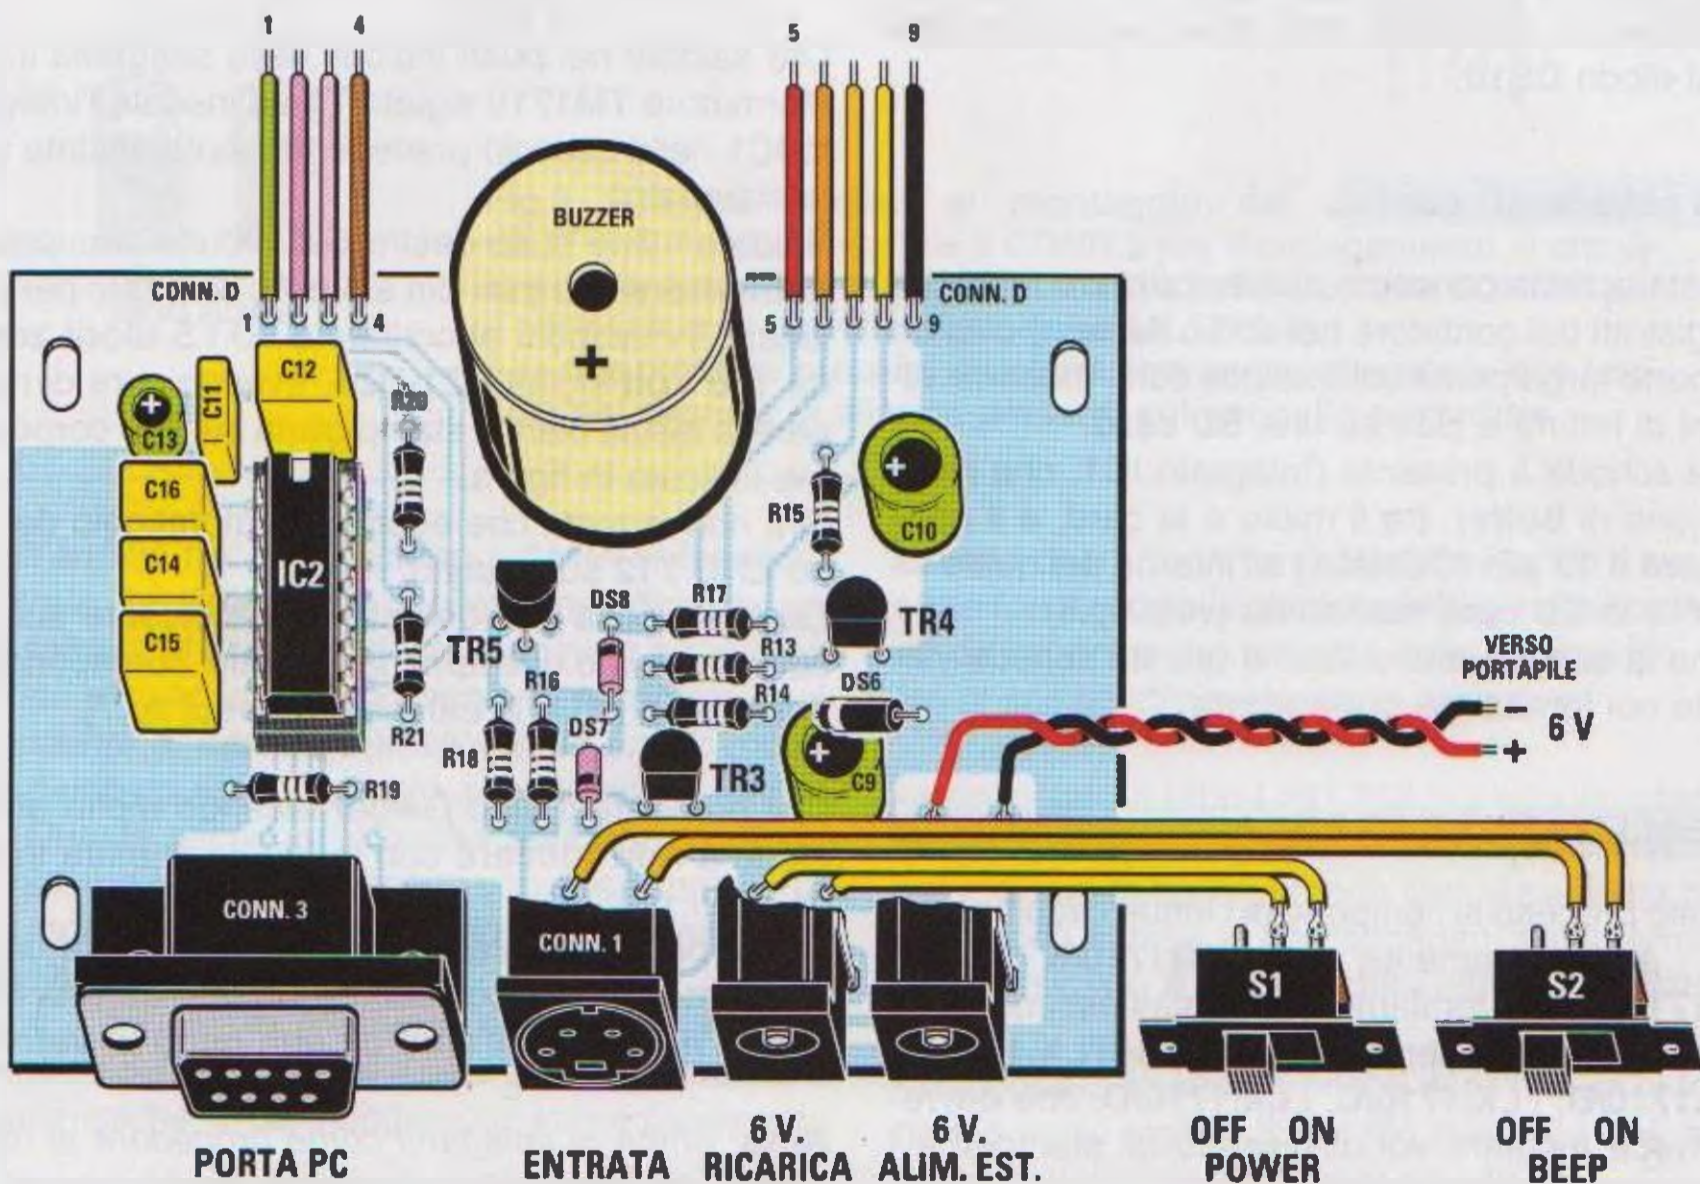 1
4
5
9
BUZZER
CONN. D
CONN. D
1
4
5
9
C12
C11
C13
R20
C16
R15
C10
C14
IC2
DS8
R17
TR4
C15
TR5
R13
VERSO
PORTAPILE
R16
R14
DS6
−
6 V
+
R21
R18
DS7
TR3
C9
R19
CONN. 3
CONN. 1
S1
S2
PORTA PC
ENTRATA
6 V.
RICARICA
6 V.
ALIM. EST.
OFF ON
POWER
OFF ON
BEEP